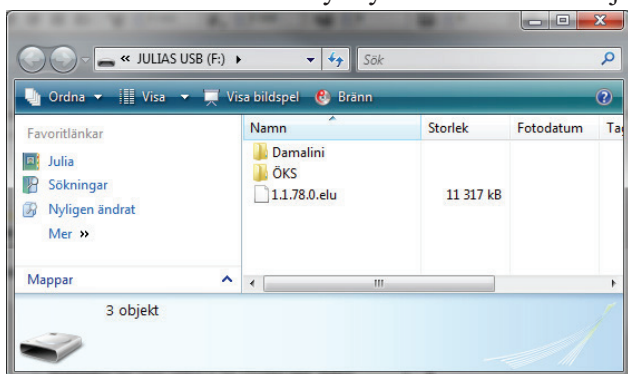 « JULIAS USB (F:)
Sök
Ordna Visa Visa bildspel Bränn
Favoritlänkar
Julia
Sökningar
Nyligen ändrat
Mer »
Mappar
Namn Storlek Fotodatum Tag
Damalini
ÖKS
1.1.78.0.elu 11 317 kB
3 objekt